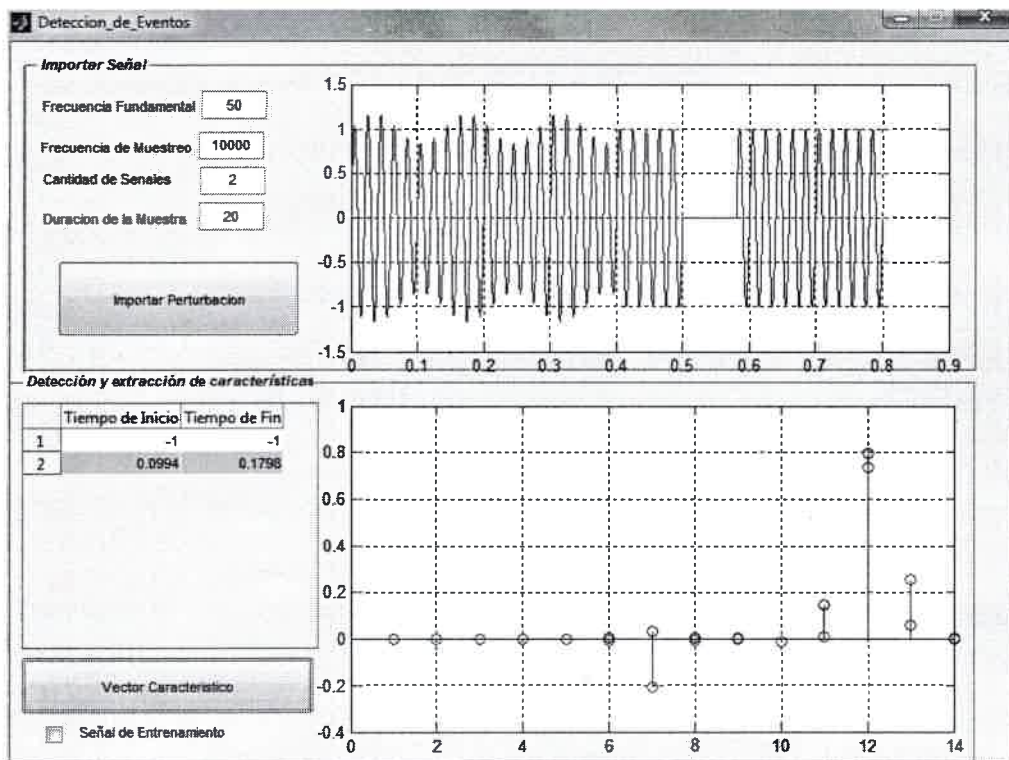 Deteccion_de_Eventos
Importar Señal
Frecuencia Fundamental 50
Frecuencia de Muestreo 10000
Cantidad de Senales 2
Duracion de la Muestra 20
Importar Perturbacion
1.5
1
0.5
0
-0.5
-1
-1.5
0 0.1 0.2 0.3 0.4 0.5 0.6 0.7 0.8 0.9
Detección y extracción de características
Tiempo de Inicio Tiempo de Fin
1 -1 -1
2 0.0994 0.1798
Vector Característico
Señal de Entrenamiento
1
0.8
0.6
0.4
0.2
0
-0.2
-0.4
0 2 4 6 8 10 12 14